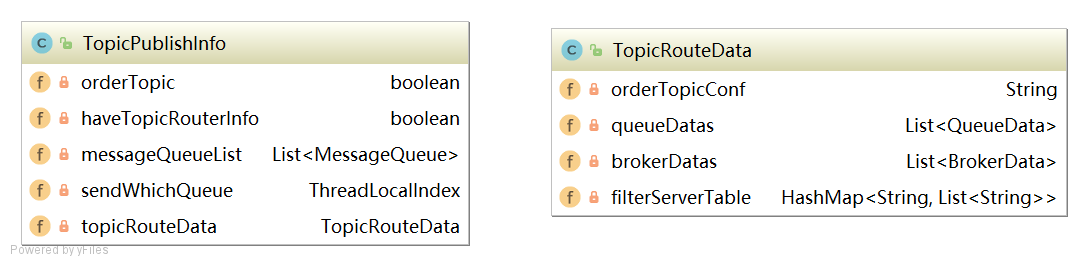 TopicPublishInfo
orderTopic boolean
haveTopicRouterInfo boolean
messageQueueList List<MessageQueue>
sendWhichQueue ThreadLocalIndex
topicRouteData TopicRouteData
Powered by yFiles
TopicRouteData
orderTopicConf String
queueDatas List<QueueData>
brokerDatas List<BrokerData>
filterServerTable HashMap<String, List<String>>